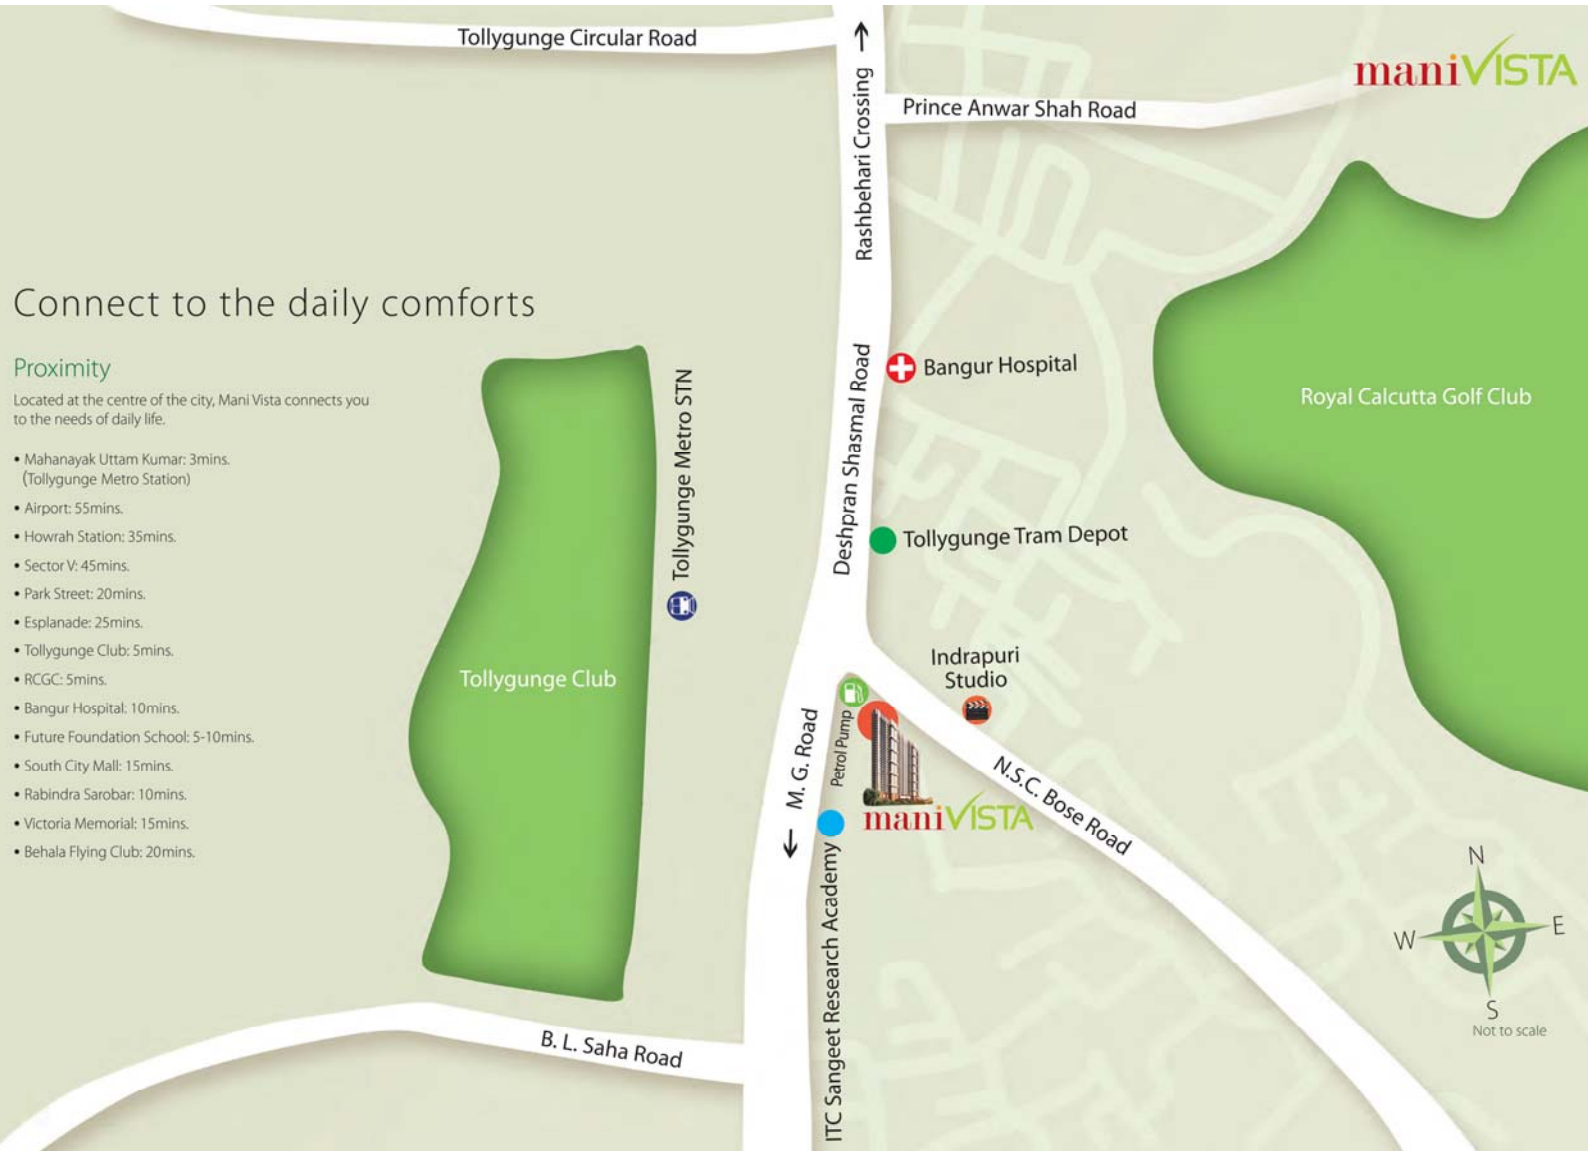 Tollygunge Circular Road
maniVISTA
Rashbehari Crossing
Prince Anwar Shah Road
Connect to the daily comforts
Proximity
Located at the centre of the city, Mani Vista connects you
to the needs of daily life.
• Mahanayak Uttam Kumar: 3mins.
(Tollygunge Metro Station)
• Airport: 55mins.
• Howrah Station: 35mins.
• Sector V: 45mins.
• Park Street: 20mins.
• Esplanade: 25mins.
• Tollygunge Club: 5mins.
• RCGC: 5mins.
• Bangur Hospital: 10mins.
• Future Foundation School: 5-10mins.
• South City Mall: 15mins.
• Rabindra Sarobar: 10mins.
• Victoria Memorial: 15mins.
• Behala Flying Club: 20mins.
Tollygunge Metro STN
Tollygunge Club
Deshpran Shasmal Road
Bangur Hospital
Royal Calcutta Golf Club
Tollygunge Tram Depot
Indrapuri
Studio
M. G. Road
Petrol Pump
maniVISTA
N.S.C. Bose Road
ITC Sangeet Research Academy
B. L. Saha Road
N
W
E
S
Not to scale